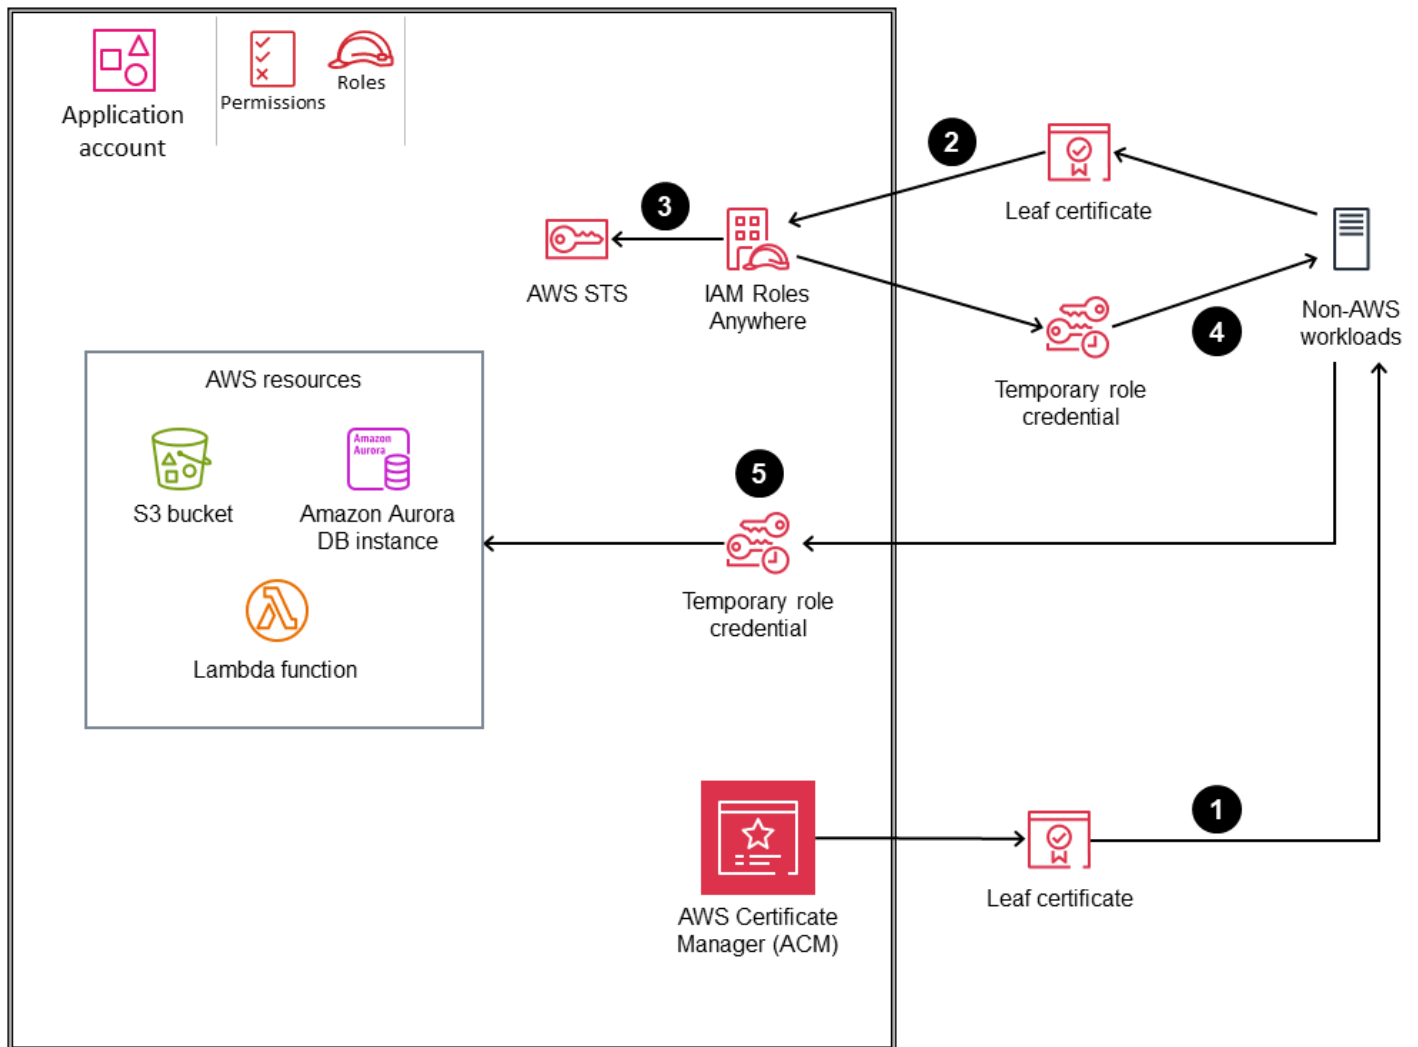 Application
account
Permissions
Roles
2
Leaf certificate
3
AWS STS
IAM Roles
Anywhere
Temporary role
credential
4
Non-AWS
workloads
AWS resources
S3 bucket
Amazon
Aurora
Amazon Aurora
DB instance
Lambda function
5
Temporary role
credential
AWS Certificate
Manager (ACM)
Leaf certificate
1